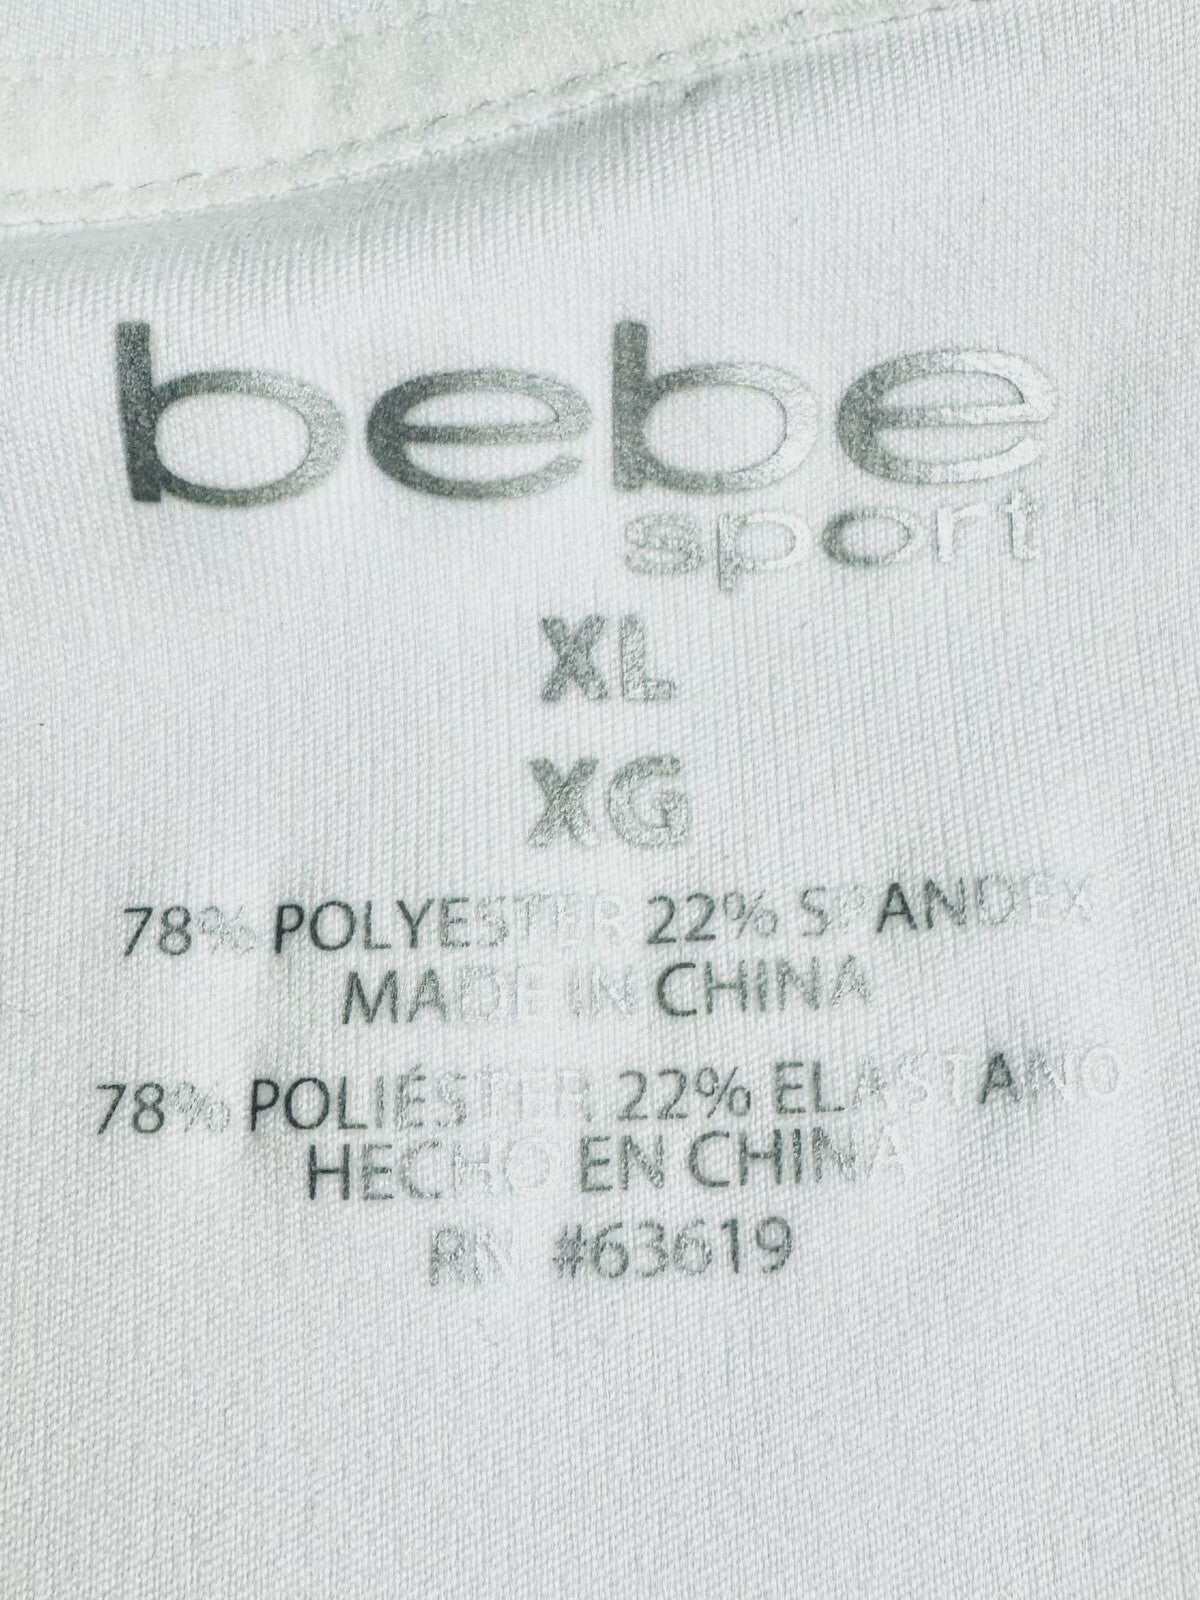 bebe
sport
XL
XG
78% POLYESTER 22% SPANDEX
MADE IN CHINA
78% POLIÉSTER 22% ELASTANO
HECHO EN CHINA
RN #63619